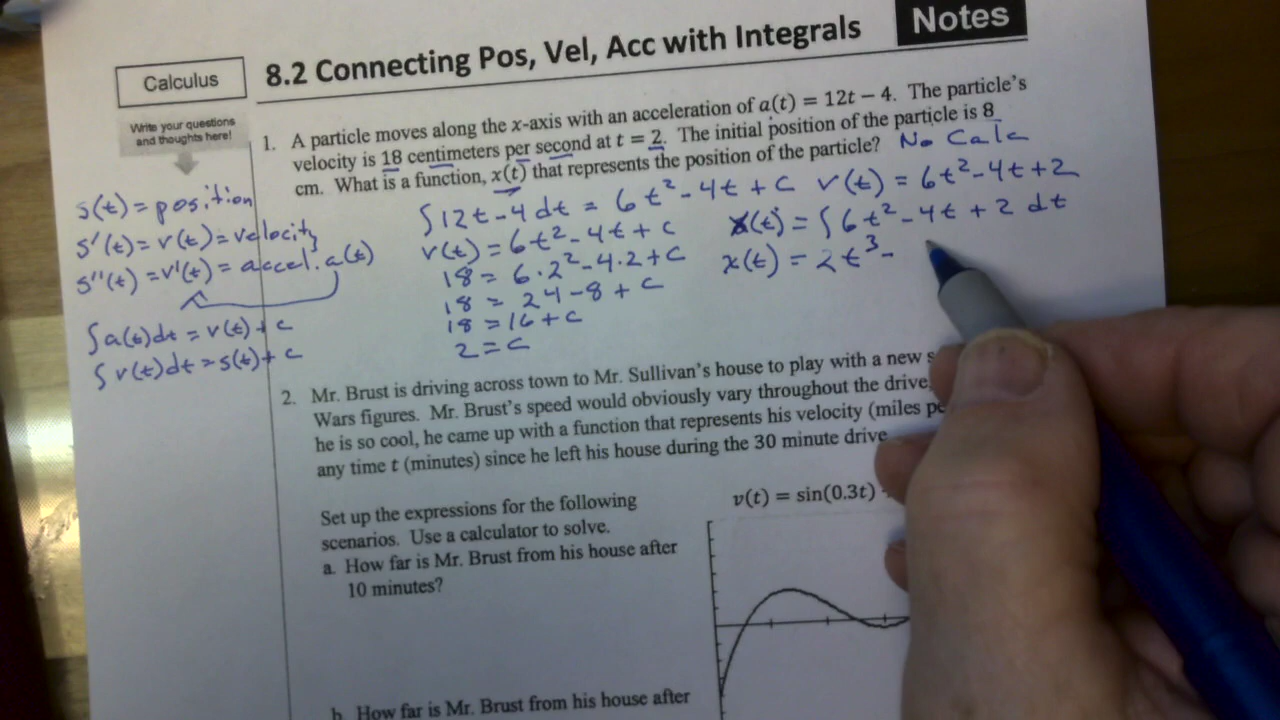 Notes
Calculus
8.2 Connecting Pos, Vel, Acc with Integrals
Write your questions
and thoughts here!
1. A particle moves along the x-axis with an acceleration of a(t) = 12t − 4. The particle's
velocity is 18 centimeters per second at t = 2. The initial position of the particle is 8
cm. What is a function, x(t) that represents the position of the particle? No Calc
s(t) = position
s'(t) = v(t) = velocity
s''(t) = v'(t) = accel. a(t)
∫a(t)dt = v(t) + c
∫v(t)dt = s(t) + c
∫12t - 4 dt = 6t² - 4t + c
v(t) = 6t² - 4t + c
18 = 6·2² - 4·2 + c
18 = 24 - 8 + c
18 = 16 + c
2 = c
v(t) = 6t² - 4t + 2
x(t) = ∫6t² - 4t + 2 dt
x(t) = 2t³ -
2. Mr. Brust is driving across town to Mr. Sullivan's house to play with a new
Wars figures. Mr. Brust's speed would obviously vary throughout the drive,
he is so cool, he came up with a function that represents his velocity (miles
any time t (minutes) since he left his house during the 30 minute drive
Set up the expressions for the following
scenarios. Use a calculator to solve.
a. How far is Mr. Brust from his house after
10 minutes?
v(t) = sin(0.3t)
b. How far is Mr. Brust from his house after